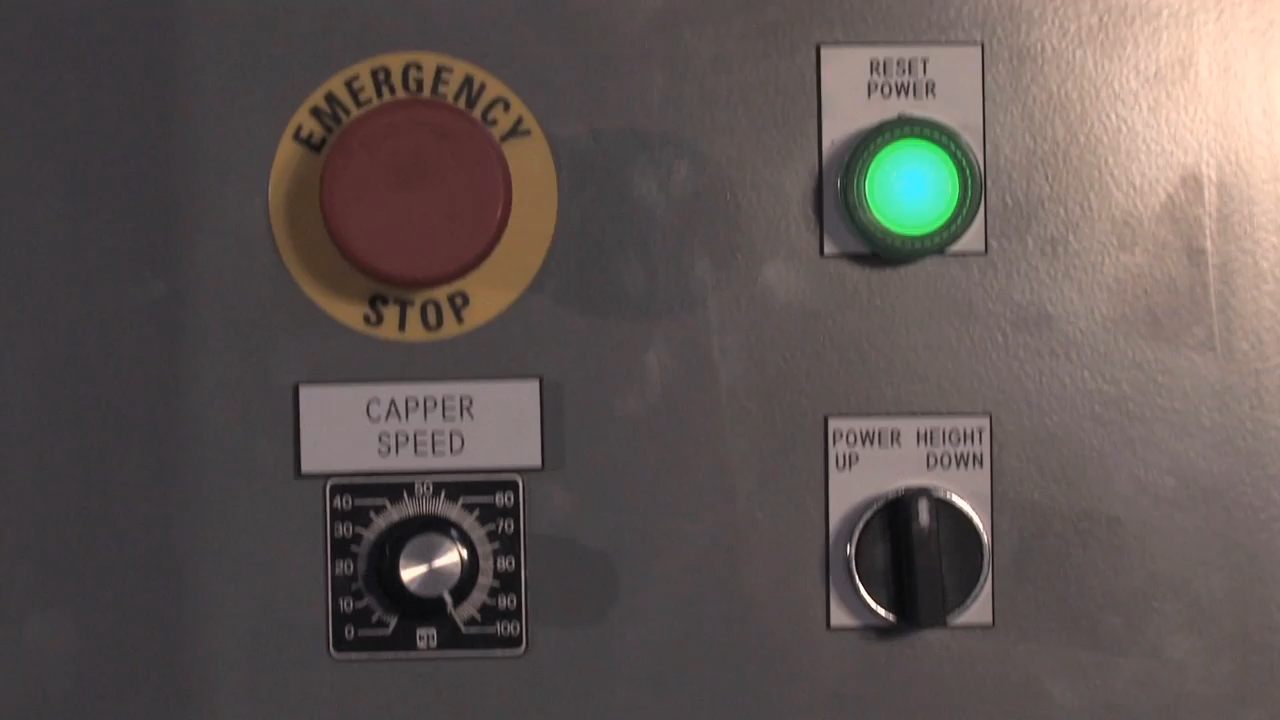 EMERGENCY
STOP
RESET
POWER
CAPPER
SPEED
50
40 60
30 70
20 80
10 90
0 100
POWER HEIGHT
UP DOWN